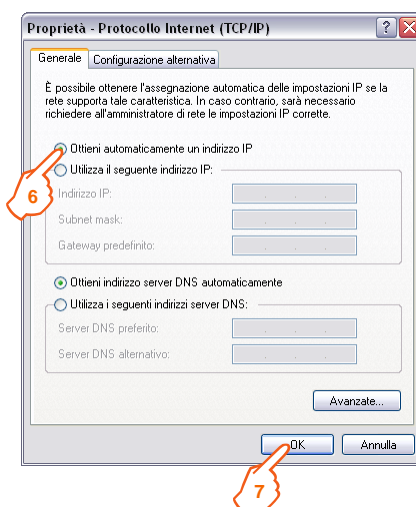 Proprietà - Protocollo Internet (TCP/IP)
Generale
Configurazione alternativa
È possibile ottenere l'assegnazione automatica delle impostazioni IP se la
rete supporta tale caratteristica. In caso contrario, sarà necessario
richiedere all'amministratore di rete le impostazioni IP corrette.
Ottieni automaticamente un indirizzo IP
Utilizza il seguente indirizzo IP:
6
Indirizzo IP:
Subnet mask:
Gateway predefinito:
Ottieni indirizzo server DNS automaticamente
Utilizza i seguenti indirizzi server DNS:
Server DNS preferito:
Server DNS alternativo:
Avanzate...
OK
Annulla
7